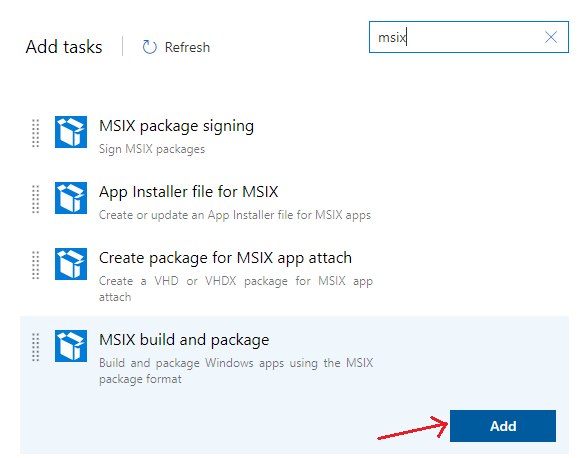 Add tasks
Refresh
msix
MSIX package signing
Sign MSIX packages
App Installer file for MSIX
Create or update an App Installer file for MSIX apps
Create package for MSIX app attach
Create a VHD or VHDX package for MSIX app
attach
MSIX build and package
Build and package Windows apps using the MSIX
package format
Add